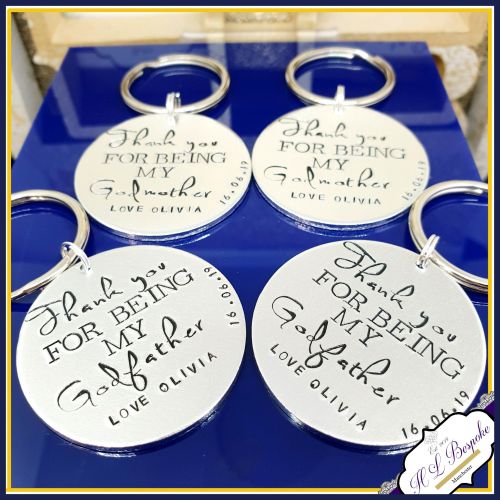 Thank you
FOR BEING
MY
Godmother
LOVE OLIVIA
16.06.19
Thank you
FOR BEING
MY
Godmother
LOVE OLIVIA
16.06.19
Thank you
FOR BEING
MY
Godfather
LOVE OLIVIA
16.06.19
Thank you
FOR BEING
MY
Godfather
LOVE OLIVIA
16.06.19
H L Bespoke
Manchester